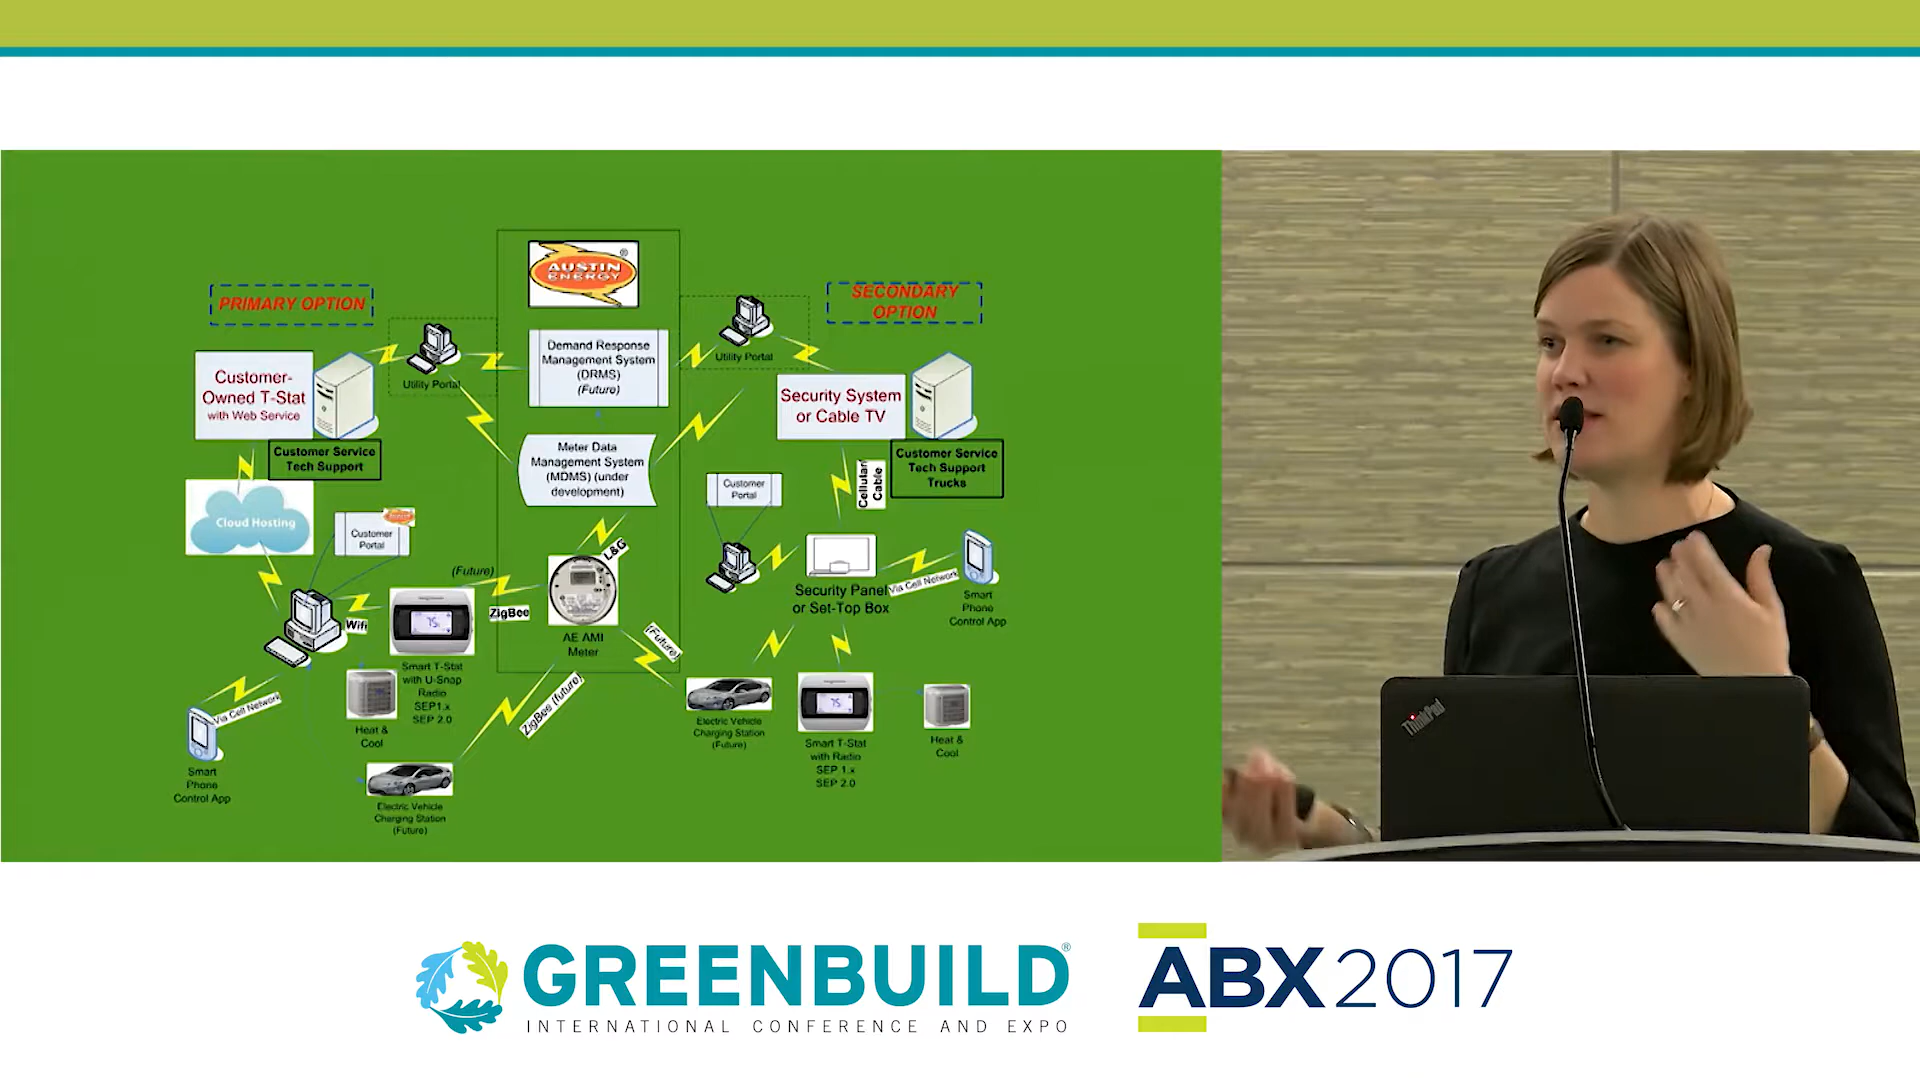 AUSTIN
ENERGY
®
PRIMARY OPTION
SECONDARY
OPTION
Utility Portal
Utility Portal
Demand Response
Management System
(DRMS)
(Future)
Customer-
Owned T-Stat
with Web Service
Customer Service
Tech Support
Security System
or Cable TV
Customer Service
Tech Support
Trucks
Meter Data
Management System
(MDMS) (under
development)
Cellular
Cable
Customer
Portal
Cloud Hosting
Customer
Portal
L&G
(Future)
ZigBee
Wifi
75
AE AMI
Meter
(Future)
Security Panel
or Set-Top Box
Via Cell Network
Smart
Phone
Control App
Smart T-Stat
with U-Snap
Radio
SEP1.x
SEP 2.0
Heat &
Cool
Via Cell Network
Smart
Phone
Control App
ZigBee (future)
Electric Vehicle
Charging Station
(Future)
Electric Vehicle
Charging Station
(Future)
75
Smart T-Stat
with Radio
SEP 1.x
SEP 2.0
Heat &
Cool
ThinkPad
GREENBUILD®
INTERNATIONAL CONFERENCE AND EXPO
ABX2017